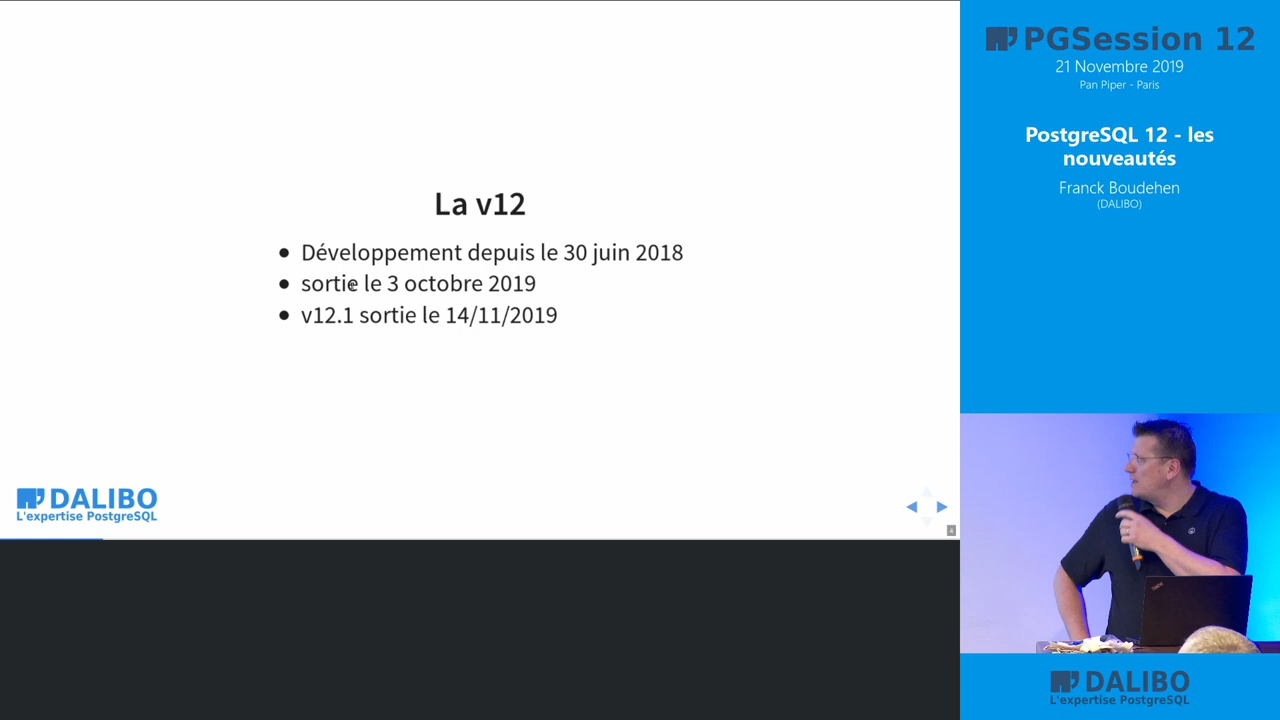 La v12
Développement depuis le 30 juin 2018
sortie le 3 octobre 2019
v12.1 sortie le 14/11/2019
DALIBO
L'expertise PostgreSQL
4
PGSession 12
21 Novembre 2019
Pan Piper - Paris
PostgreSQL 12 - les
nouveautés
Franck Boudehen
(DALIBO)
DALIBO
L'expertise PostgreSQL